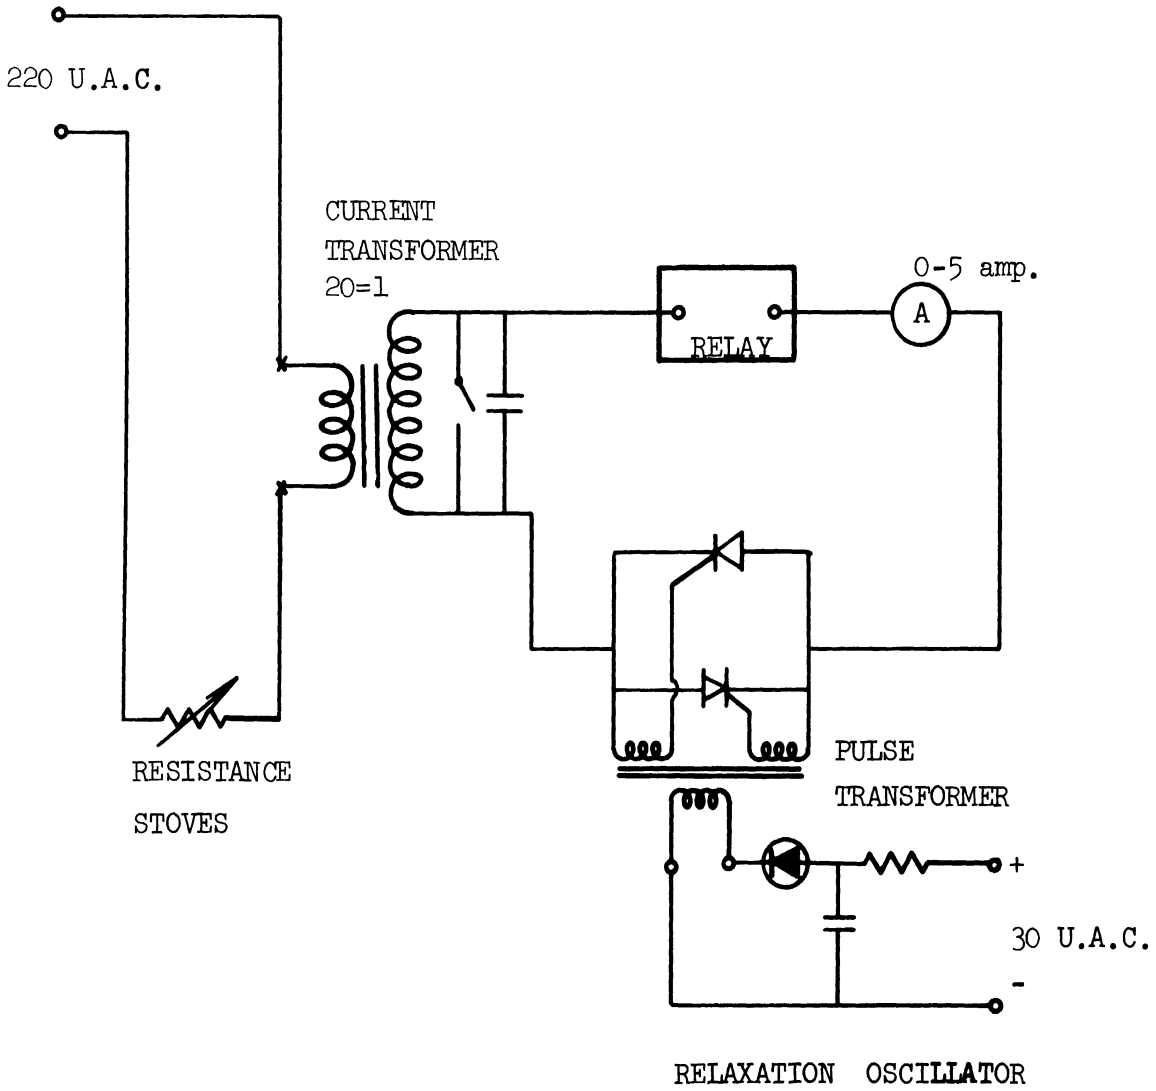 220 U.A.C.
CURRENT
TRANSFORMER
20=1
0-5 amp.
A
RELAY
RESISTANCE
STOVES
PULSE
TRANSFORMER
+
30 U.A.C.
-
RELAXATION OSCILLATOR